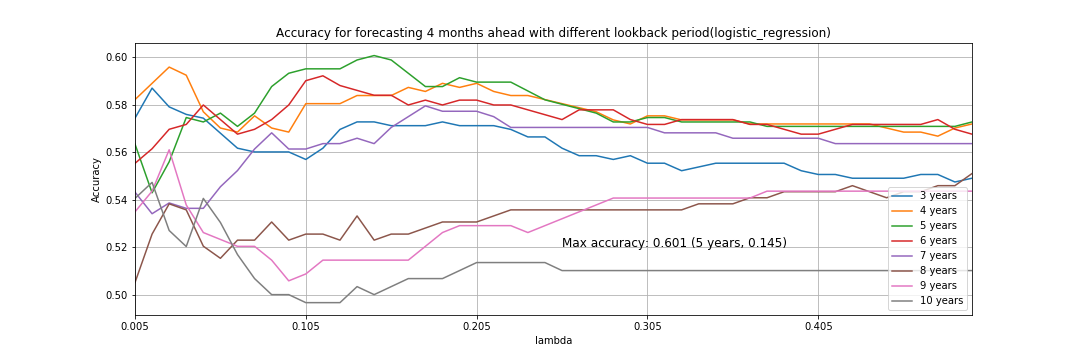 Accuracy for forecasting 4 months ahead with different lookback period(logistic_regression)
Accuracy
0.60
0.58
0.56
0.54
0.52
0.50
Max accuracy: 0.601 (5 years, 0.145)
3 years
4 years
5 years
6 years
7 years
8 years
9 years
10 years
0.005
0.105
0.205
0.305
0.405
lambda